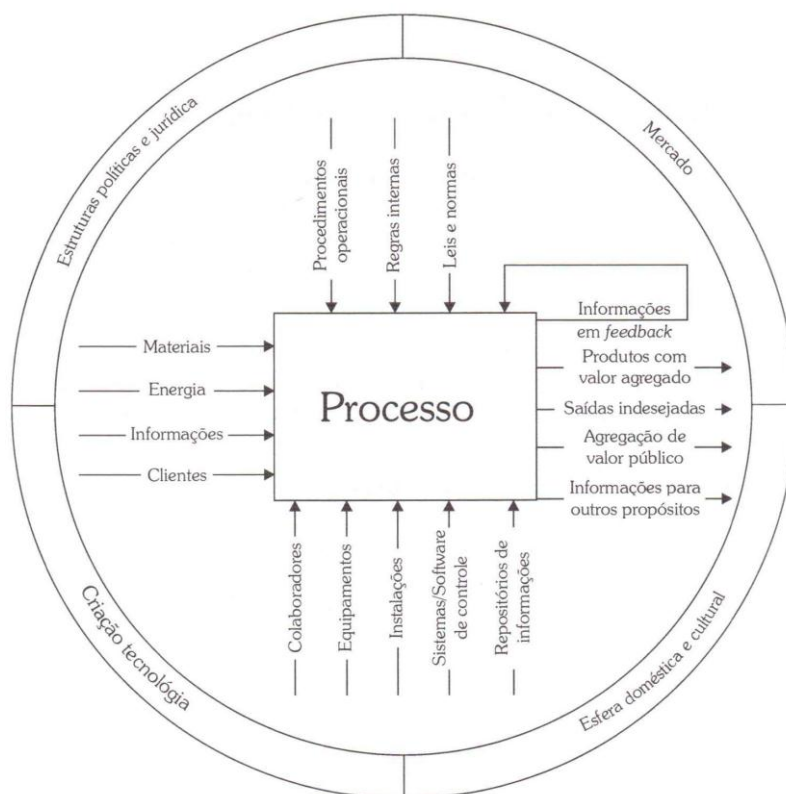 Estruturas políticas e jurídica
Mercado
Procedimentos
operacionais
Regras internas
Leis e normas
Materiais
Energia
Informações
Clientes
Processo
Informações
em feedback
Produtos com
valor agregado
Saídas indesejadas
Agregação de
valor público
Informações para
outros propósitos
Colaboradores
Equipamentos
Instalações
Sistemas/Software
de controle
Repositórios de
informações
Criação tecnológia
Esfera doméstica e cultural